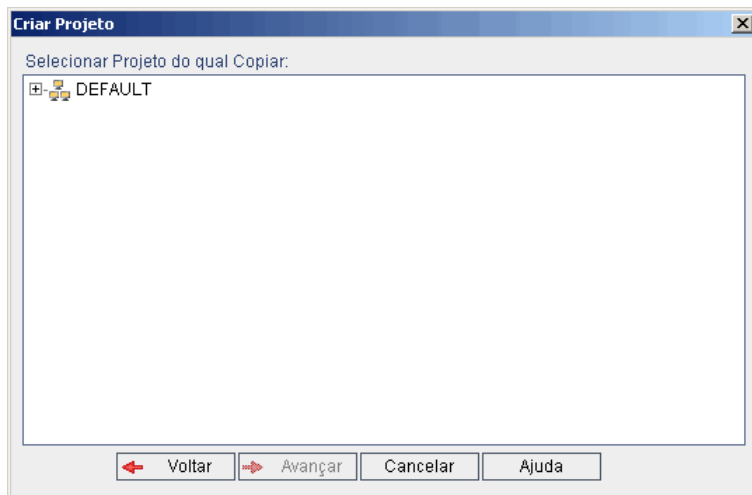 Criar Projeto
Selecionar Projeto do qual Copiar:
DEFAULT
Voltar Avançar Cancelar Ajuda